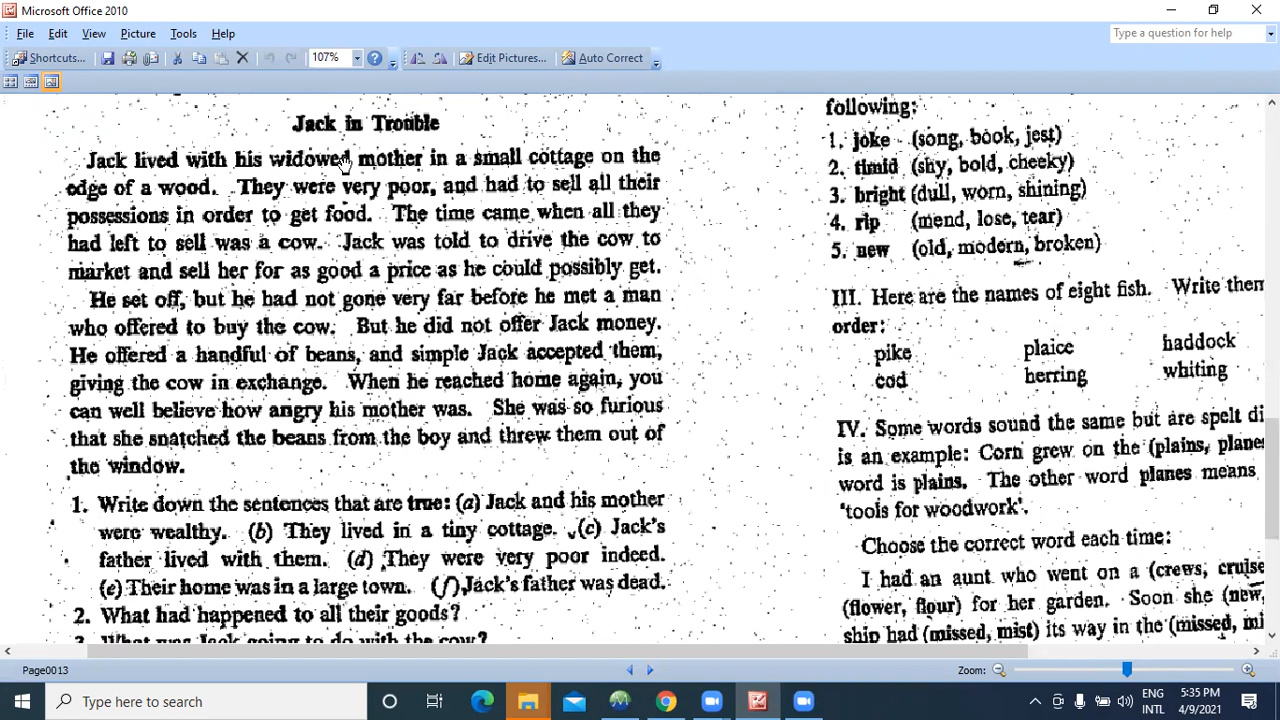 Microsoft Office 2010
File Edit View Picture Tools Help
Type a question for help
Shortcuts... 107% Edit Pictures... Auto Correct
Jack in Trouble
Jack lived with his widowed mother in a small cottage on the
edge of a wood. They were very poor, and had to sell all their
possessions in order to get food. The time came when all they
had left to sell was a cow. Jack was told to drive the cow to
market and sell her for as good a price as he could possibly get.
He set off, but he had not gone very far before he met a man
who offered to buy the cow. But he did not offer Jack money.
He offered a handful of beans, and simple Jack accepted them,
giving the cow in exchange. When he reached home again, you
can well believe how angry his mother was. She was so furious
that she snatched the beans from the boy and threw them out of
the window.
1. Write down the sentences that are true: (a) Jack and his mother
were wealthy. (b) They lived in a tiny cottage. (c) Jack's
father lived with them. (d) They were very poor indeed.
(e) Their home was in a large town. (f) Jack's father was dead.
2. What had happened to all their goods?
3. What was Jack going to do with the cow?
following:
1. joke (song, book, jest)
2. timid (shy, bold, cheeky)
3. bright (dull, worn, shining)
4. rip (mend, lose, tear)
5. new (old, modern, broken)
III. Here are the names of eight fish. Write them
order:
pike plaice haddock
cod herring whiting
IV. Some words sound the same but are spelt di
is an example: Corn grew on the (plains, plane
word is plains. The other word planes means
'tools for woodwork'.
Choose the correct word each time:
I had an aunt who went on a (crews, cruise
(flower, flour) for her garden. Soon she (new,
ship had (missed, mist) its way in the (missed, mi
Page0013
Zoom:
Type here to search
ENG
INTL
5:35 PM
4/9/2021